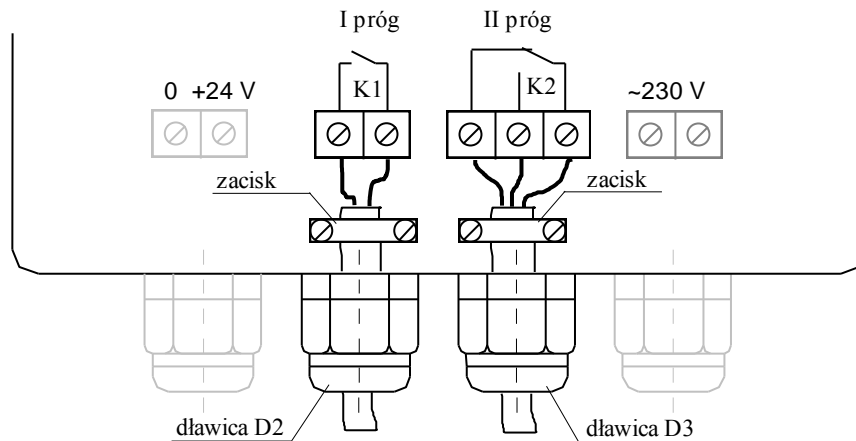 I próg
II próg
0 +24 V
K1
K2
~230 V
zacisk
zacisk
dławica D2
dławica D3